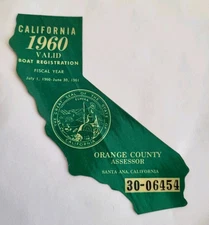 CALIFORNIA
1960
VALID
BOAT REGISTRATION
FISCAL YEAR
July 1, 1960-June 30, 1961
ORANGE COUNTY
ASSESSOR
SANTA ANA, CALIFORNIA
30-06454